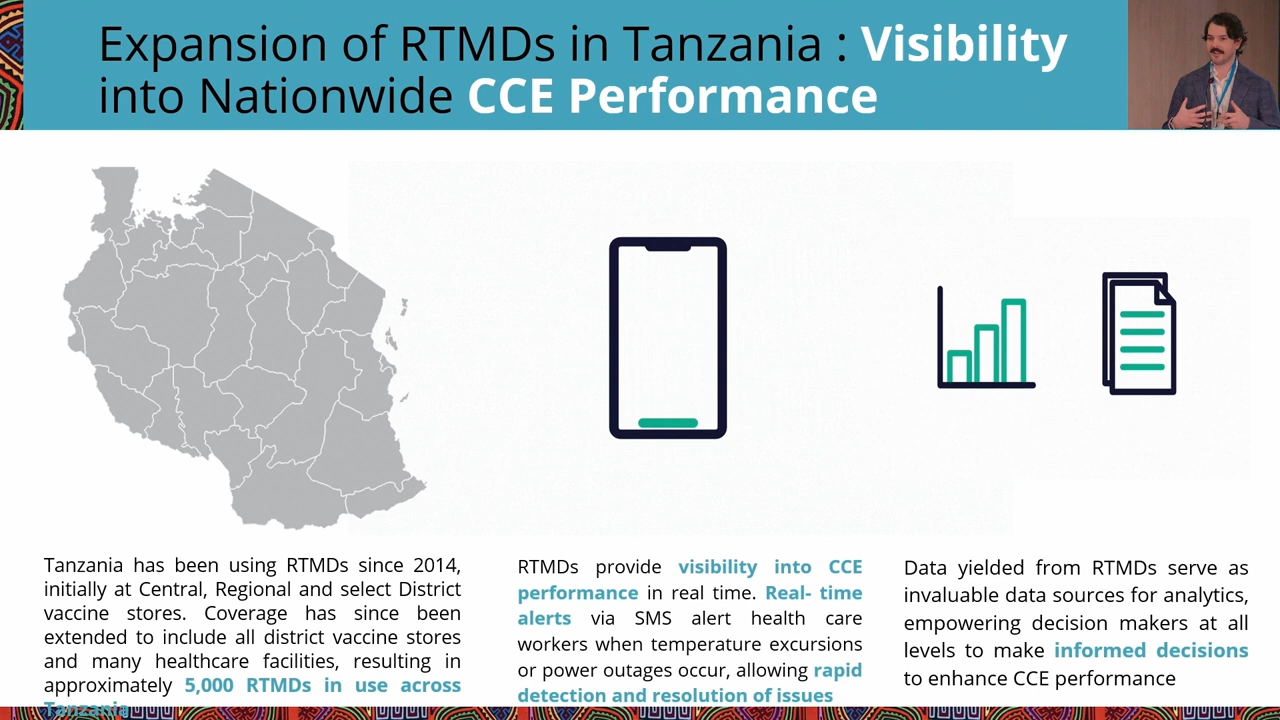 Expansion of RTMDs in Tanzania : Visibility
into Nationwide CCE Performance
Tanzania has been using RTMDs since 2014,
initially at Central, Regional and select District
vaccine stores. Coverage has since been
extended to include all district vaccine stores
and many healthcare facilities, resulting in
approximately 5,000 RTMDs in use across
Tanzania
RTMDs provide visibility into CCE
performance in real time. Real- time
alerts via SMS alert health care
workers when temperature excursions
or power outages occur, allowing rapid
detection and resolution of issues
Data yielded from RTMDs serve as
invaluable data sources for analytics,
empowering decision makers at all
levels to make informed decisions
to enhance CCE performance